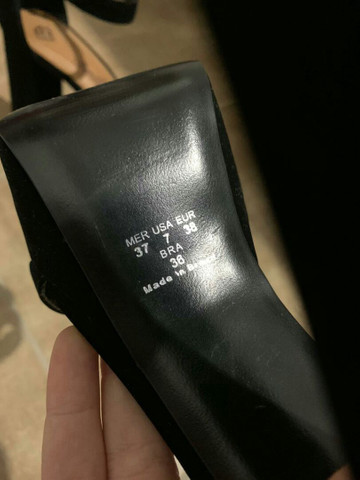 MER USA EUR
37 7 38
BRA
36
Made in